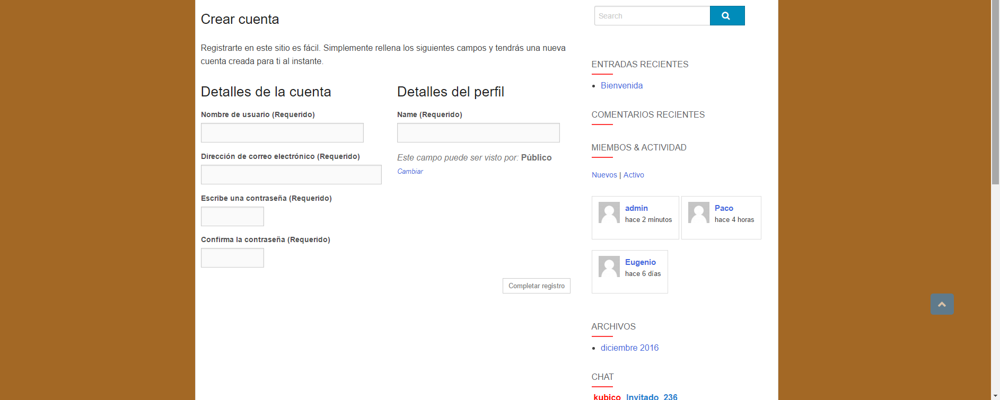 Crear cuenta
Registrarte en este sitio es fácil. Simplemente rellena los siguientes campos y tendrás una nueva
cuenta creada para ti al instante.
Detalles de la cuenta
Nombre de usuario (Requerido)
Dirección de correo electrónico (Requerido)
Escribe una contraseña (Requerido)
Confirma la contraseña (Requerido)
Detalles del perfil
Name (Requerido)
Este campo puede ser visto por: Público
Cambiar
Completar registro
Search
ENTRADAS RECIENTES
Bienvenida
COMENTARIOS RECIENTES
MIEMBOS & ACTIVIDAD
Nuevos | Activo
admin
hace 2 minutos
Paco
hace 4 horas
Eugenio
hace 6 días
ARCHIVOS
diciembre 2016
CHAT
kubico Invitado_236